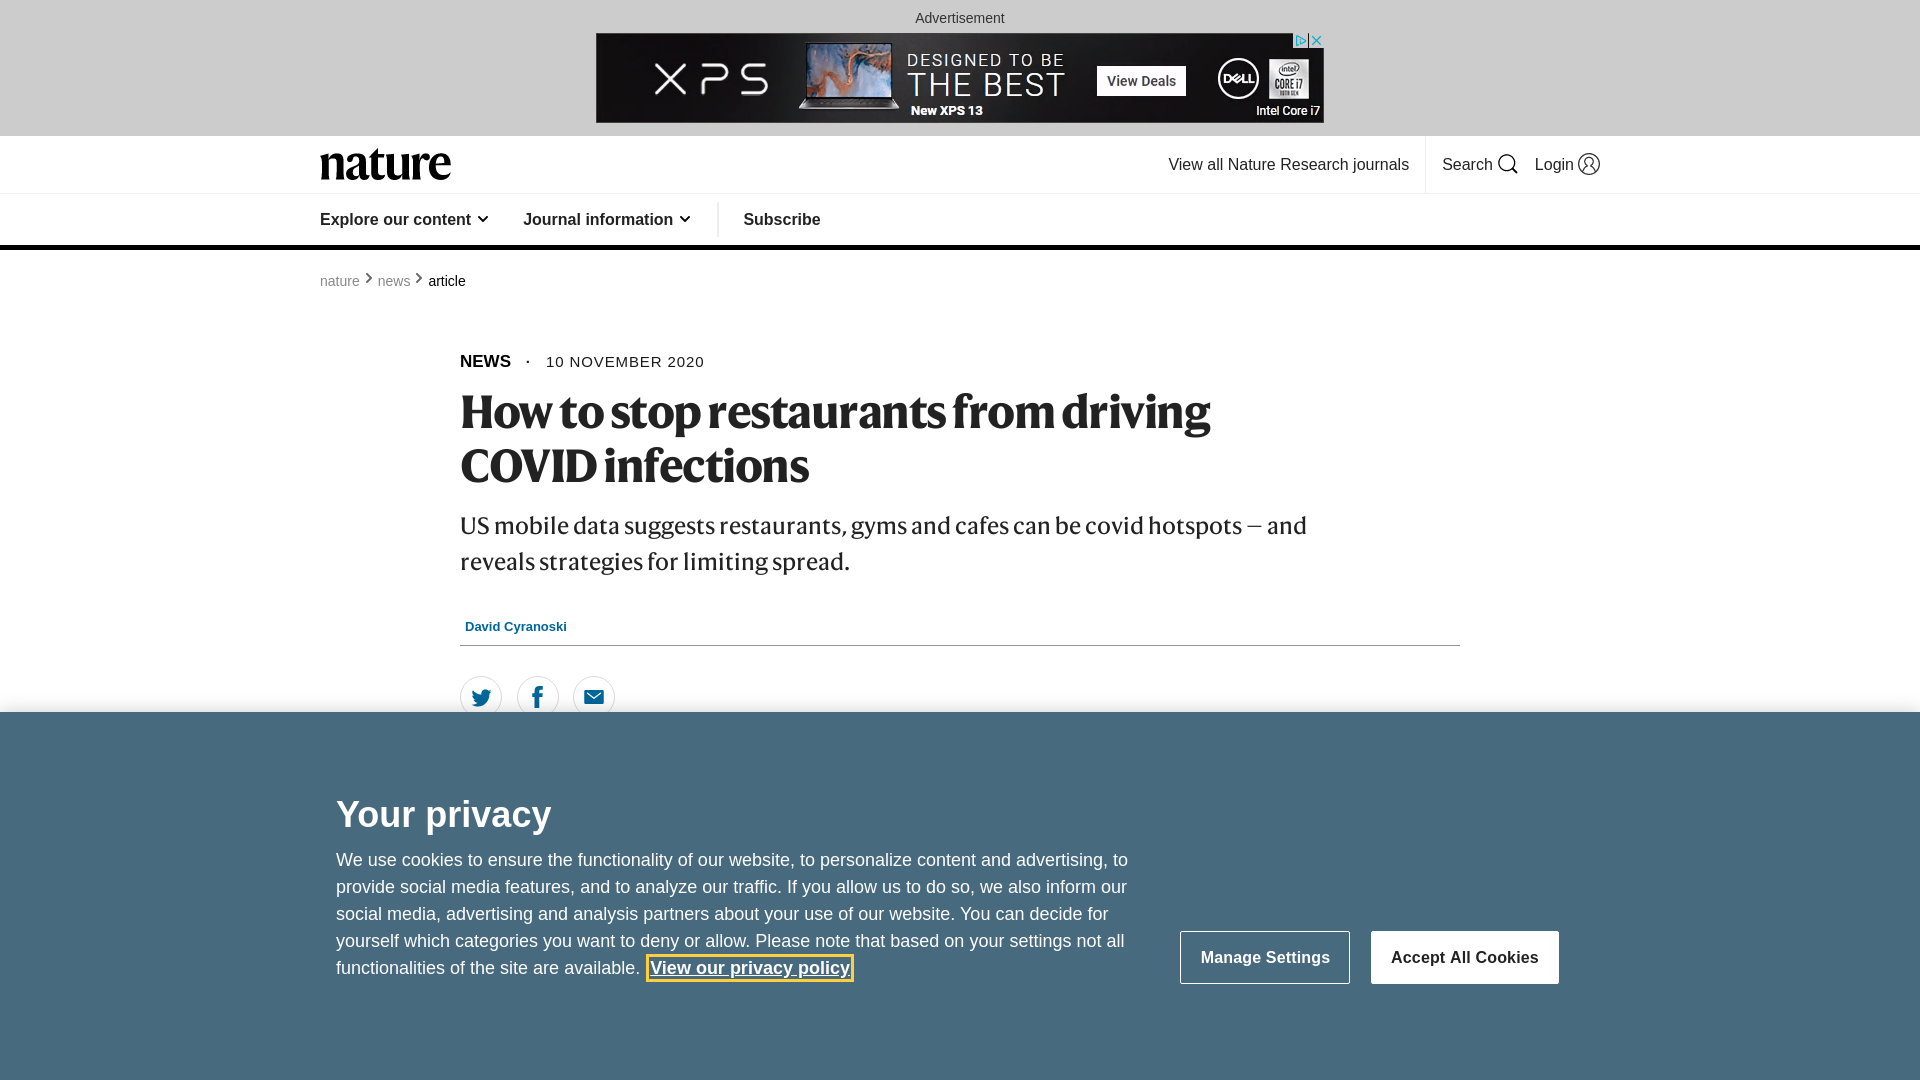 Advertisement
XPS
DESIGNED TO BE
THE BEST
New XPS 13
View Deals
DELL
intel
CORE i7
10TH GEN
Intel Core i7
nature
View all Nature Research journals
Search
Login
Explore our content
Journal information
Subscribe
nature
news
article
NEWS · 10 NOVEMBER 2020
How to stop restaurants from driving
COVID infections
US mobile data suggests restaurants, gyms and cafes can be covid hotspots — and
reveals strategies for limiting spread.
David Cyranoski
Your privacy
We use cookies to ensure the functionality of our website, to personalize content and advertising, to
provide social media features, and to analyze our traffic. If you allow us to do so, we also inform our
social media, advertising and analysis partners about your use of our website. You can decide for
yourself which categories you want to deny or allow. Please note that based on your settings not all
functionalities of the site are available. View our privacy policy
Manage Settings
Accept All Cookies